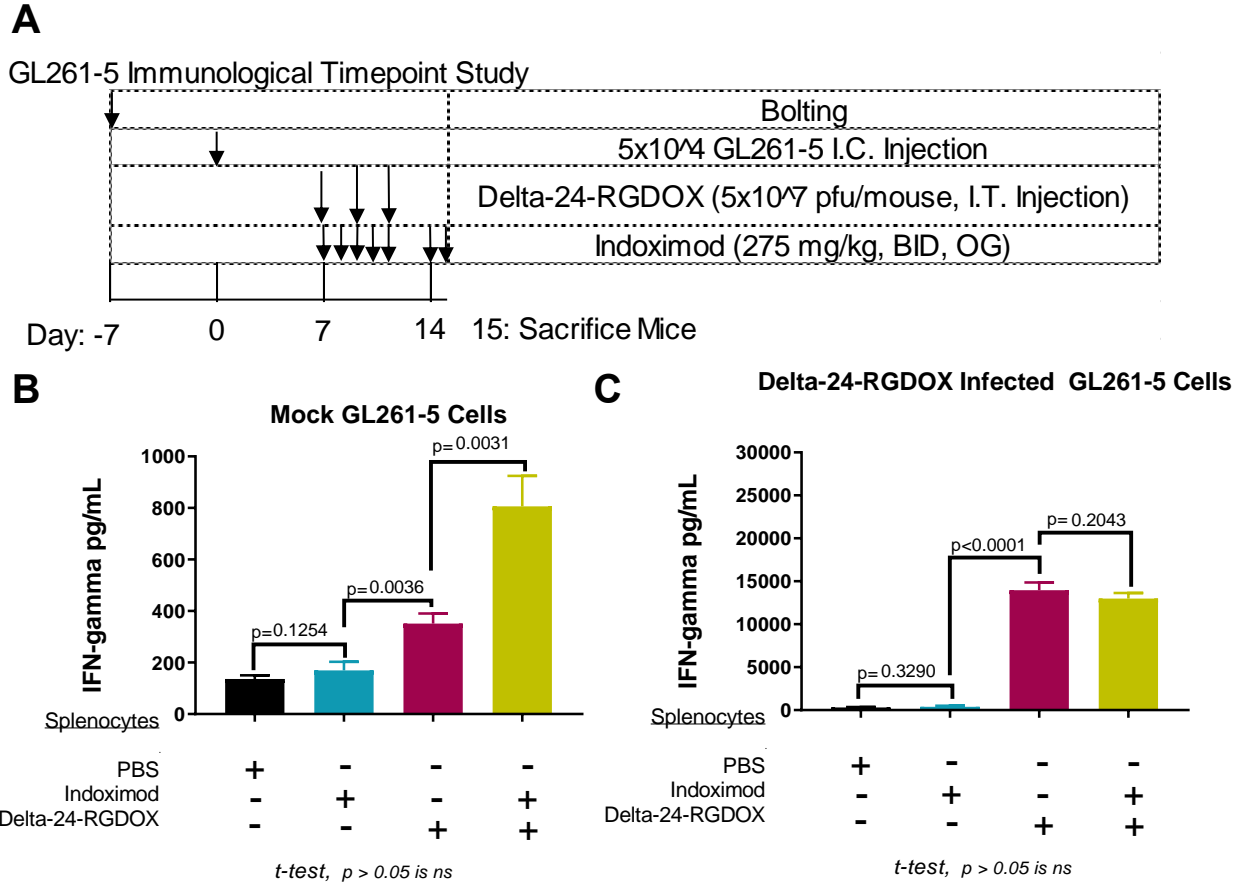 A
GL261-5 Immunological Timepoint Study
Bolting
5x10^4 GL261-5 I.C. Injection
Delta-24-RGDOX (5x10^7 pfu/mouse, I.T. Injection)
Indoximod (275 mg/kg, BID, OG)
Day: -7 0 7 14 15: Sacrifice Mice
B
Mock GL261-5 Cells
IFN-gamma pg/mL
1000
800
600
400
200
0
p=0.1254
p=0.0036
p=0.0031
Splenocytes
PBS + - - -
Indoximod - + - +
Delta-24-RGDOX - - + +
t-test, p > 0.05 is ns
C
Delta-24-RGDOX Infected GL261-5 Cells
IFN-gamma pg/mL
30000
25000
20000
15000
10000
5000
0
p=0.3290
p<0.0001
p=0.2043
Splenocytes
PBS + - - -
Indoximod - + - +
Delta-24-RGDOX - - + +
t-test, p > 0.05 is ns